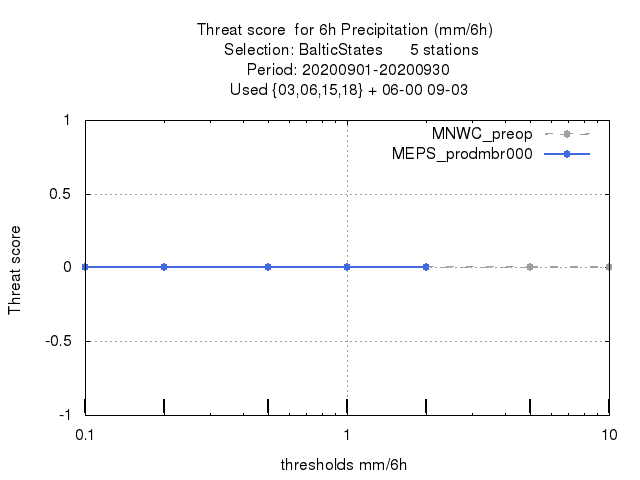 Threat score  for 6h Precipitation (mm/6h)
Selection: BalticStates      5 stations
Period: 20200901-20200930
Used {03,06,15,18} + 06-00 09-03
MNWC_preop
MEPS_prodmbr000
1
0.5
0
-0.5
-1
Threat score
0.1
1
10
thresholds mm/6h